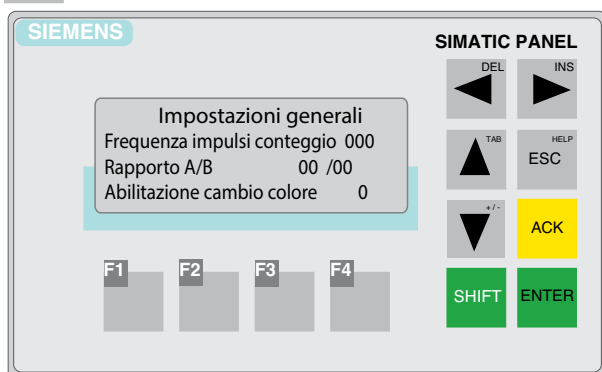 SIEMENS
SIMATIC PANEL
DEL
INS
Impostazioni generali
Frequenza impulsi conteggio 000
Rapporto A/B 00 /00
Abilitazione cambio colore 0
TAB
HELP
ESC
+/-
ACK
F1 F2 F3 F4
SHIFT ENTER